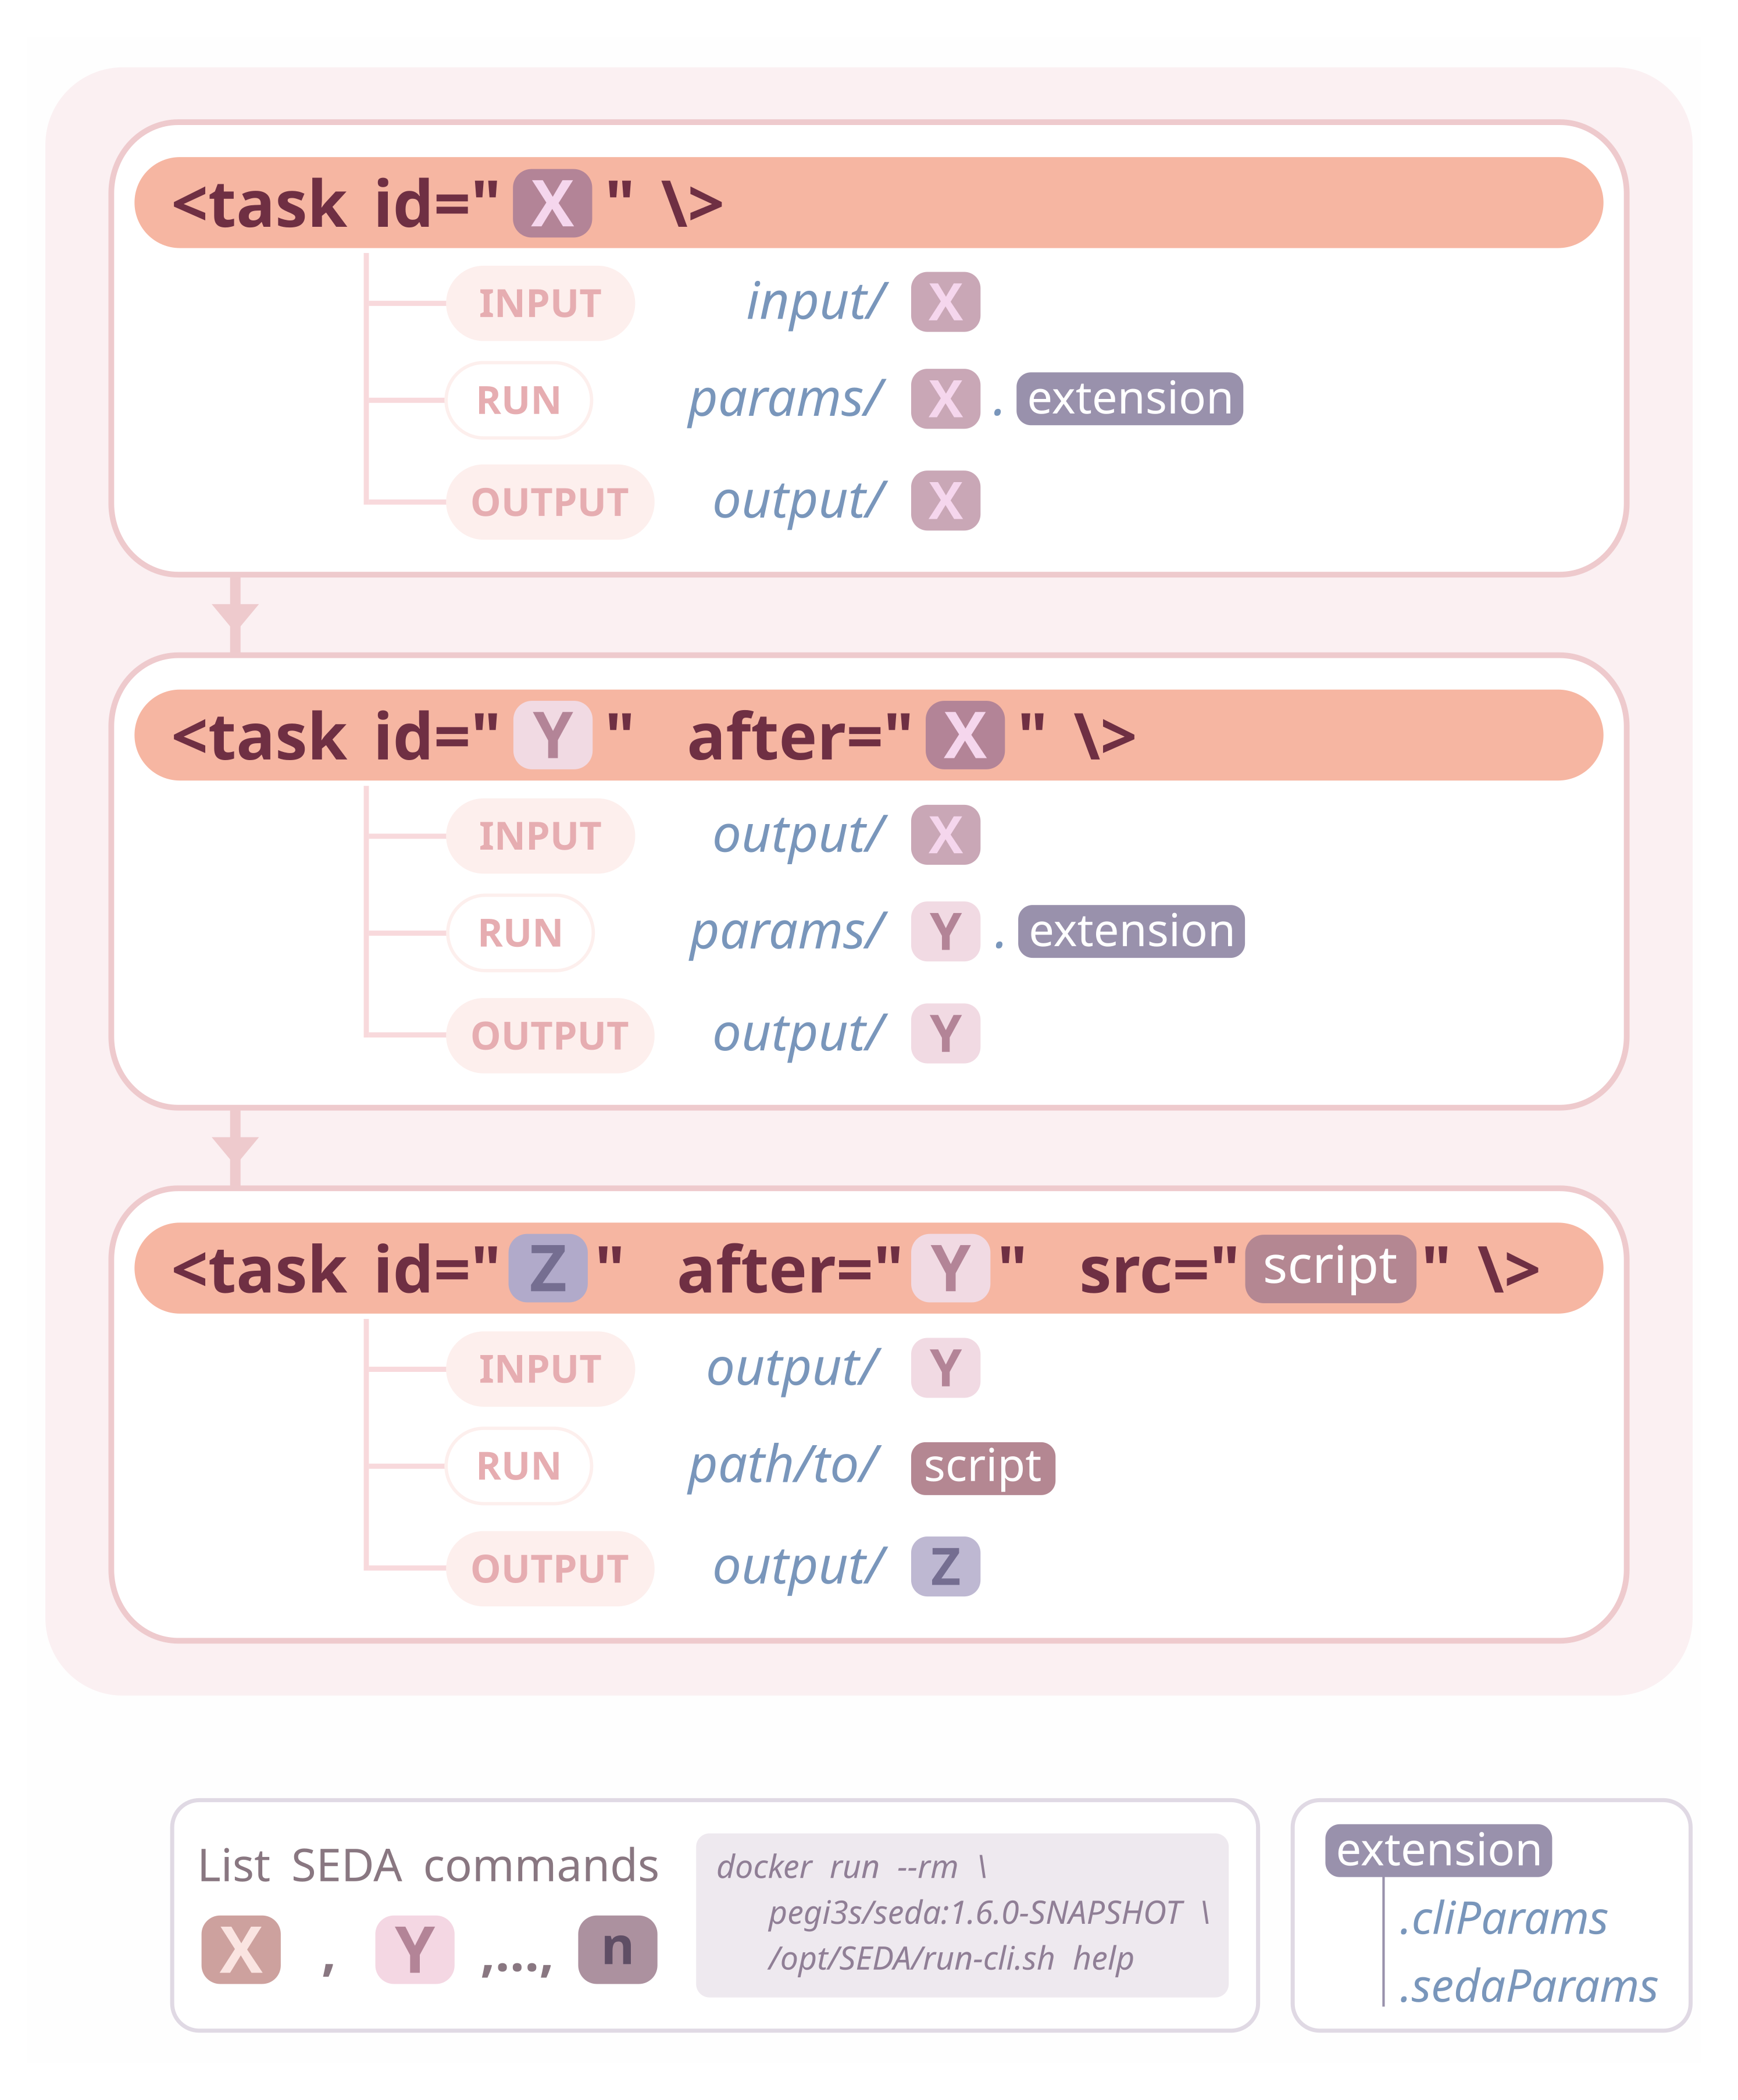 <task id="X" \>
INPUT input/ X
RUN params/ X . extension
OUTPUT output/ X
<task id="Y" after="X" \>
INPUT output/ X
RUN params/ Y . extension
OUTPUT output/ Y
<task id="Z" after="Y" src="script" \>
INPUT output/ Y
RUN path/to/ script
OUTPUT output/ Z
List SEDA commands
X , Y ,..., n
docker run --rm \
pegi3s/seda:1.6.0-SNAPSHOT \
/opt/SEDA/run-cli.sh help
extension
.cliParams
.sedaParams